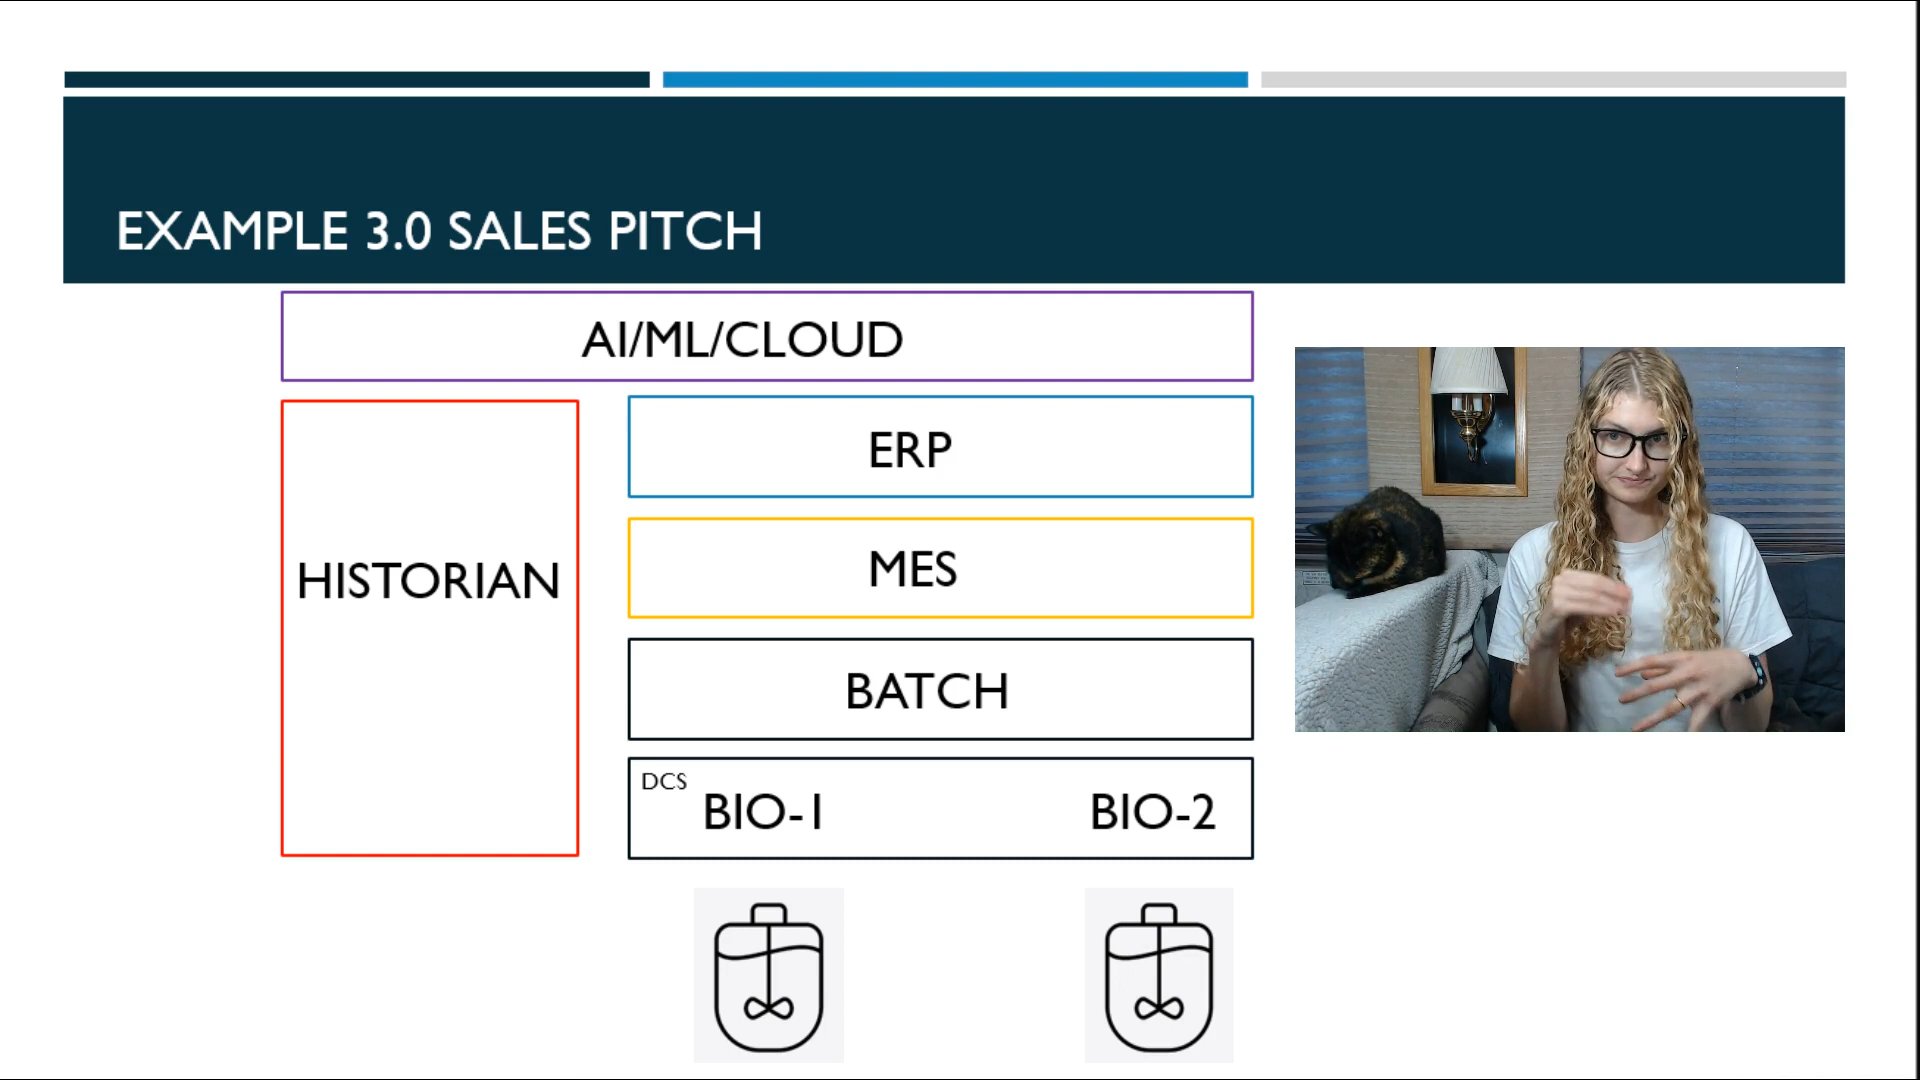 EXAMPLE 3.0 SALES PITCH
AI/ML/CLOUD
HISTORIAN
ERP
MES
BATCH
DCS
BIO-1
BIO-2